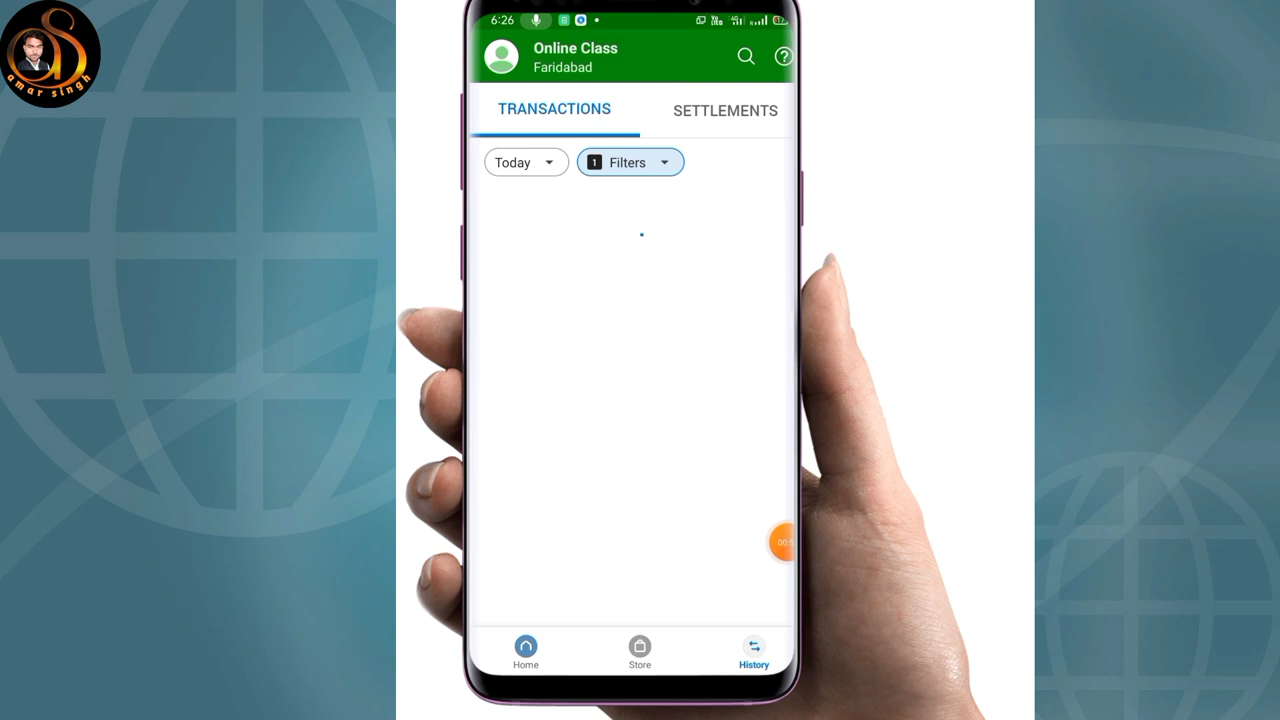 amar singh
6:26
Online Class
Faridabad
TRANSACTIONS SETTLEMENTS
Today 1 Filters
Home Store History